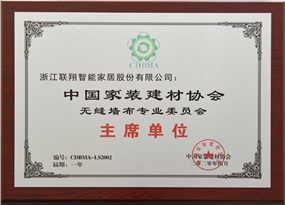 CDBMA
浙江联翔智能家居股份有限公司：
中国家装建材协会
无缝墙布专业委员会
主席单位
编号：CDBMA-LS2002
届期：一年
中国家装建材协会